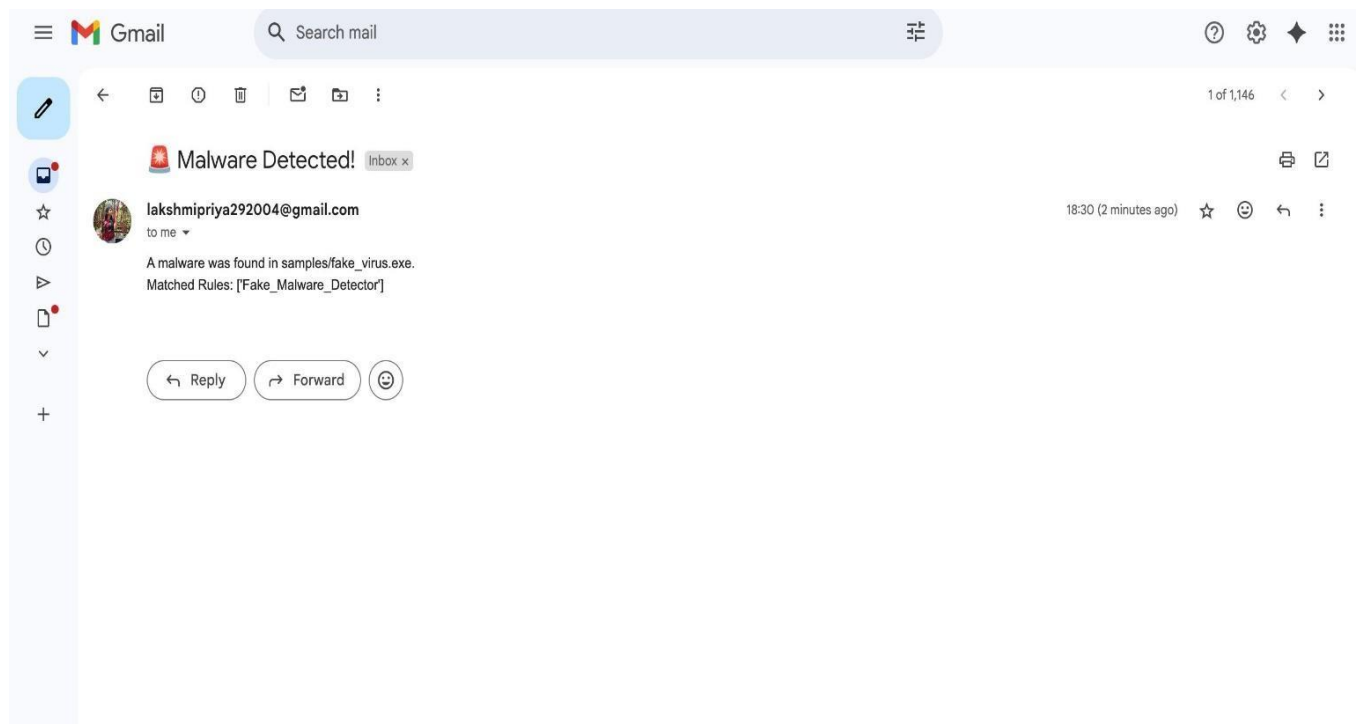 Gmail
Search mail
1 of 1,146
🚨 Malware Detected! Inbox x
lakshmipriya292004@gmail.com
18:30 (2 minutes ago)
to me
A malware was found in samples/fake_virus.exe.
Matched Rules: ['Fake_Malware_Detector']
Reply Forward